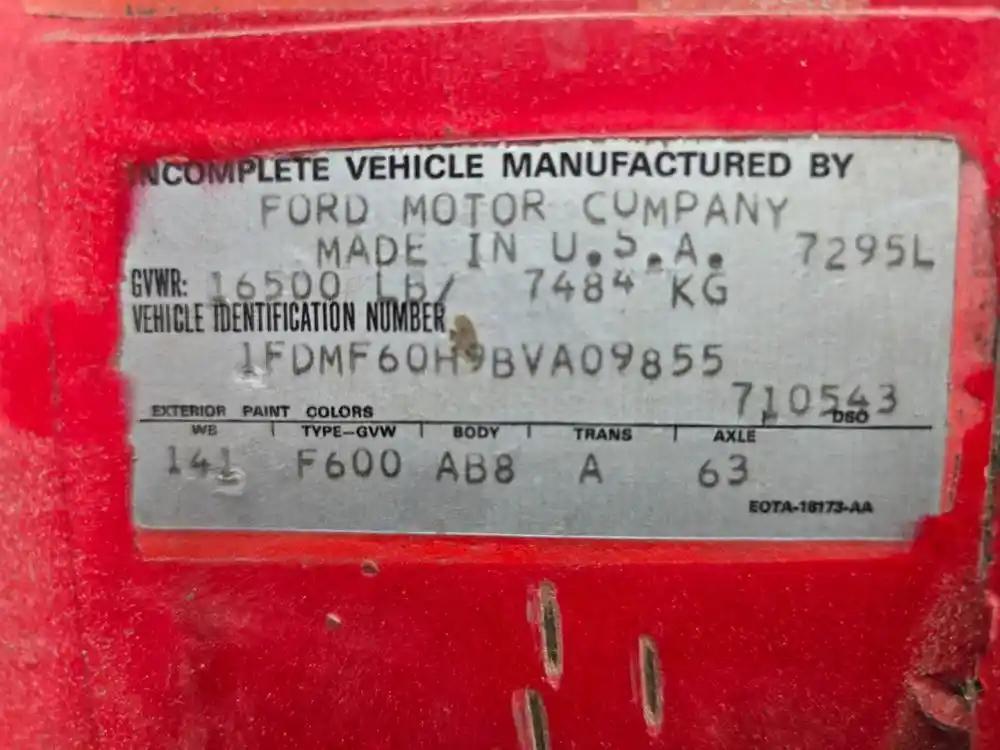 INCOMPLETE VEHICLE MANUFACTURED BY
FORD MOTOR COMPANY
MADE IN U.S.A. 7295L
GVWR: 16500 LB/ 7484 KG
VEHICLE IDENTIFICATION NUMBER
1FDMF60H9BVA09855
710543
EXTERIOR PAINT COLORS DSO
WB TYPE-GVW BODY TRANS AXLE
141 F600 AB8 A 63
EOTA-18173-AA